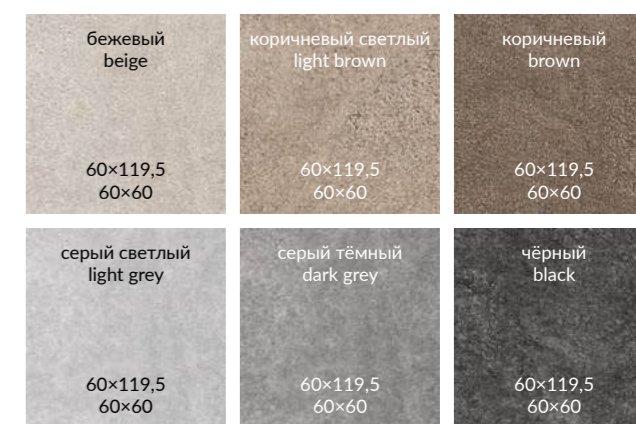 бежевый
beige
60×119,5
60×60
коричневый светлый
light brown
60×119,5
60×60
коричневый
brown
60×119,5
60×60
серый светлый
light grey
60×119,5
60×60
серый тёмный
dark grey
60×119,5
60×60
чёрный
black
60×119,5
60×60